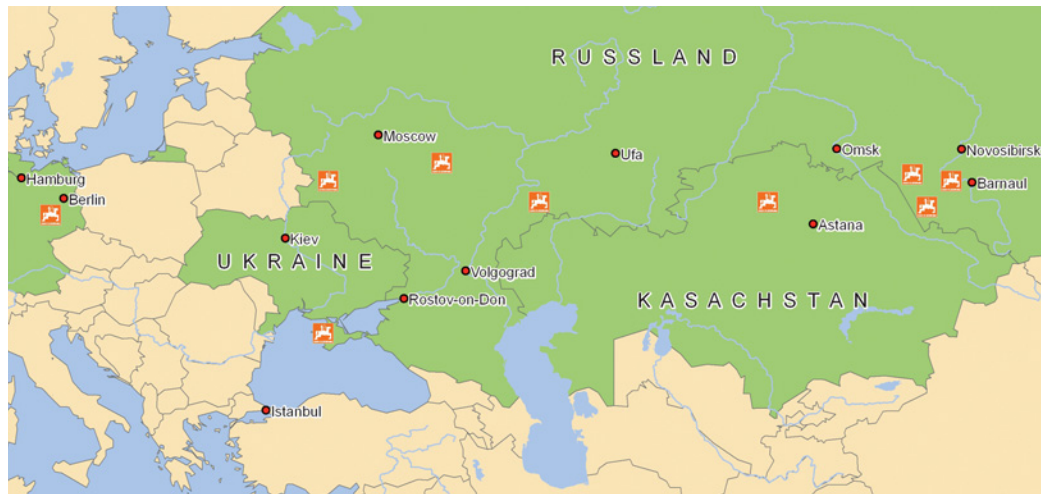 RUSSLAND
Moscow
Omsk
Novosibirsk
Ufa
Hamburg
Barnaul
Berlin
Astana
Kiev
UKRAINE
Volgograd
Rostov-on-Don
KASACHSTAN
Istanbul